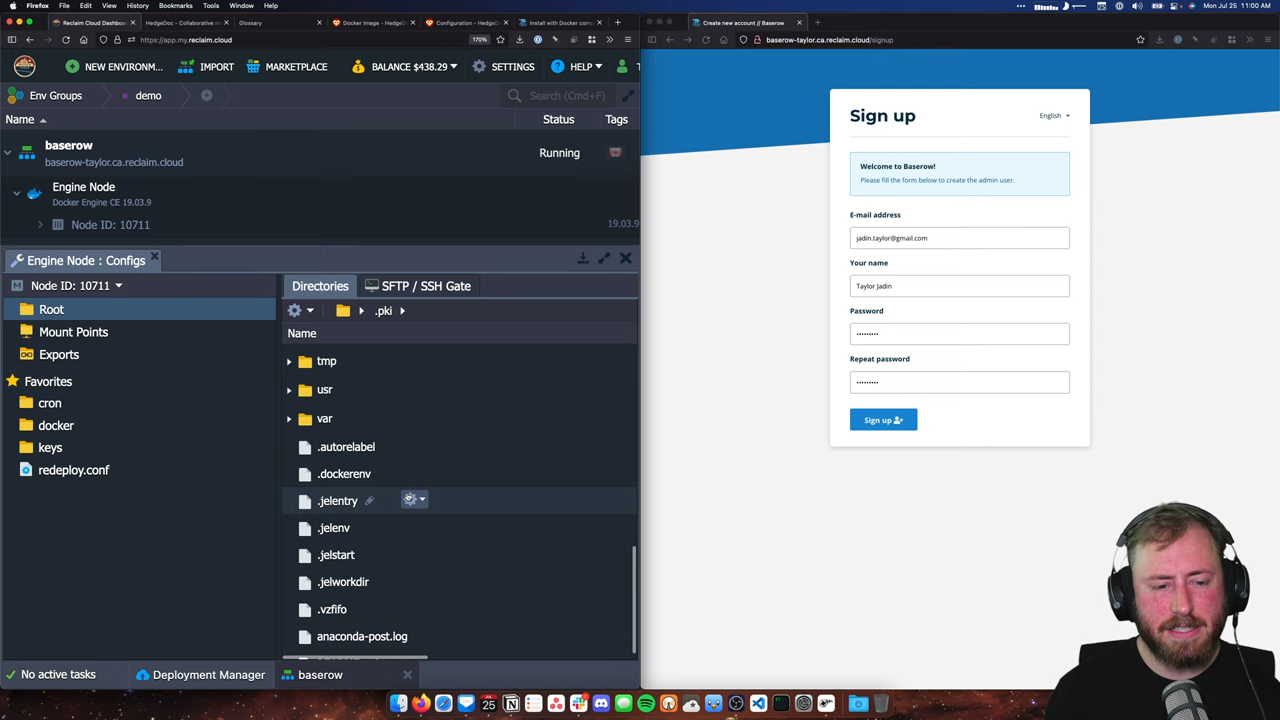 Firefox File Edit View History Bookmarks Tools Window Help
Mon Jul 25 11:00 AM
Reclaim Cloud Dashbo
HedgeDoc - Collaborative m
Glossary
Docker Image - HedgeDoc
Configuration - HedgeDo
Install with Docker comp
https://app.my.reclaim.cloud
170%
NEW ENVIRONM...
IMPORT
MARKETPLACE
BALANCE $438.29
SETTINGS
HELP
T
Env Groups
demo
Search (Cmd+F)
Name
Status
Tags
baserow
baserow-taylor.ca.reclaim.cloud
Running
Engine Node
Docker Engine CE 19.03.9
Node ID: 10711
19.03.9
Engine Node : Configs
Node ID: 10711
Root
Mount Points
Exports
Favorites
cron
docker
keys
redeploy.conf
Directories
SFTP / SSH Gate
.pki
Name
tmp
usr
var
.autorelabel
.dockerenv
.jelentry
.jelenv
.jelstart
.jelworkdir
.vzfifo
anaconda-post.log
No active tasks
Deployment Manager
baserow
Create new account // Baserow
baserow-taylor.ca.reclaim.cloud/signup
Sign up
English
Welcome to Baserow!
Please fill the form below to create the admin user.
E-mail address
jadin.taylor@gmail.com
Your name
Taylor Jadin
Password
•••••••••
Repeat password
•••••••••
Sign up
25